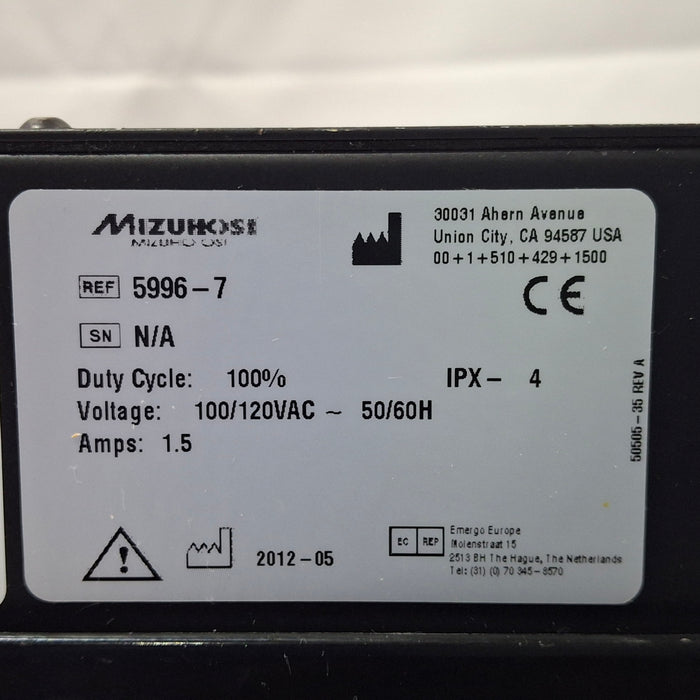 MIZUHOSI
MIZUHO OSI
30031 Ahern Avenue
Union City, CA 94587 USA
00+1+510+429+1500
CE
REF 5996-7
SN N/A
Duty Cycle: 100% IPX- 4
Voltage: 100/120VAC ~ 50/60H
Amps: 1.5
50505-35 REV A
2012-05
EC REP
Emergo Europe
Molenstraat 15
2513 BH The Hague, The Netherlands
Tel: (31) (0) 70 345-8570